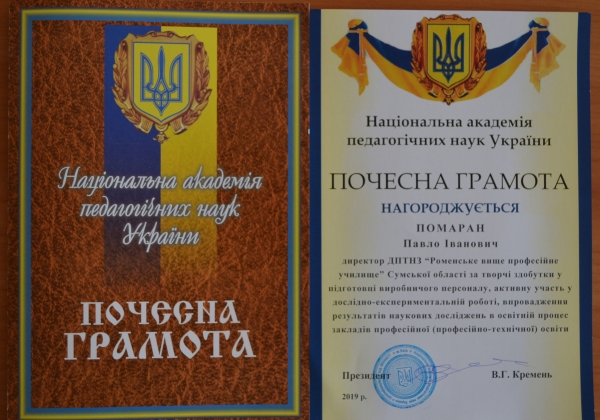 Національна академія
педагогічних наук
України
ПОЧЕСНА
ГРАМОТА
Національна академія
педагогічних наук України
ПОЧЕСНА ГРАМОТА
НАГОРОДЖУЄТЬСЯ
ПОМАРАН
Павло Іванович
директор ДПТНЗ “Роменське вище професійне
училище” Сумської області за творчі здобутки у
підготовці виробничого персоналу, активну участь у
дослідно-експериментальній роботі, впровадження
результатів наукових досліджень в освітній процес
закладів професійної (професійно-технічної) освіти
Президент В.Г. Кремень
2019 р.